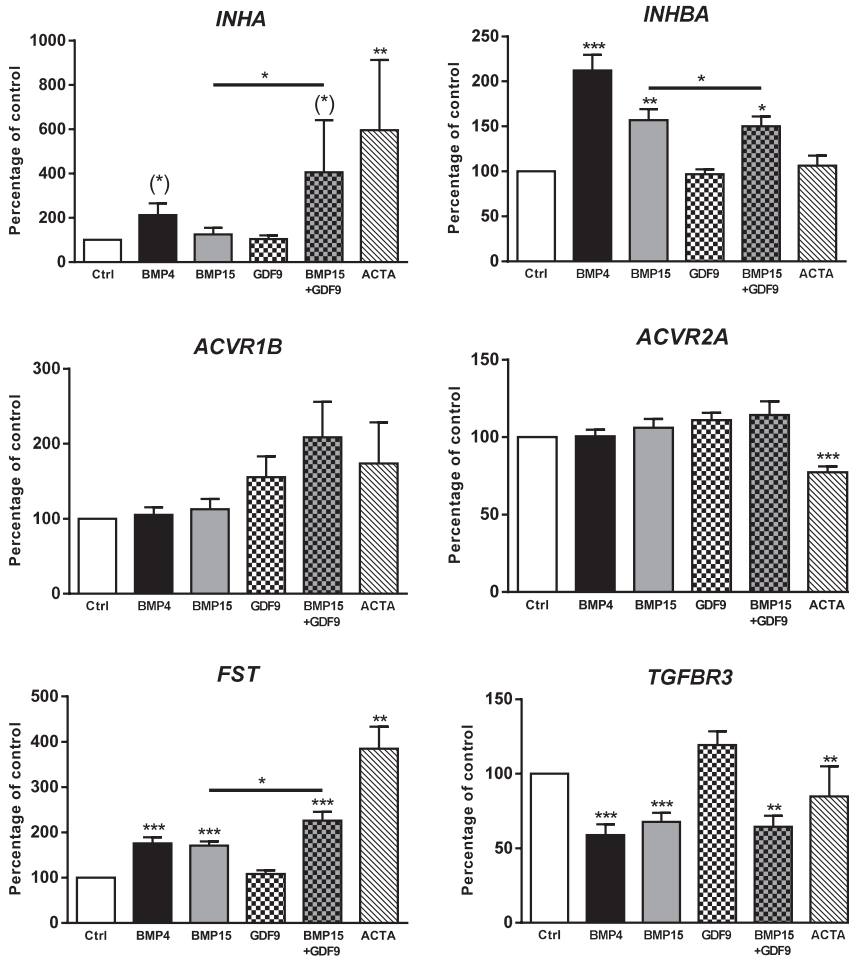 INHA
Percentage of control
1000
800
600
400
200
0
*
(*)
(*)
**
Ctrl BMP4 BMP15 GDF9 BMP15 ACTA
+GDF9
INHBA
Percentage of control
250
200
150
100
50
0
***
**
*
*
Ctrl BMP4 BMP15 GDF9 BMP15 ACTA
+GDF9
ACVR1B
Percentage of control
300
200
100
0
Ctrl BMP4 BMP15 GDF9 BMP15 ACTA
+GDF9
ACVR2A
Percentage of control
150
100
50
0
***
Ctrl BMP4 BMP15 GDF9 BMP15 ACTA
+GDF9
FST
Percentage of control
500
400
300
200
100
0
***
***
*
***
**
Ctrl BMP4 BMP15 GDF9 BMP15 ACTA
+GDF9
TGFBR3
Percentage of control
150
100
50
0
***
***
**
**
Ctrl BMP4 BMP15 GDF9 BMP15 ACTA
+GDF9